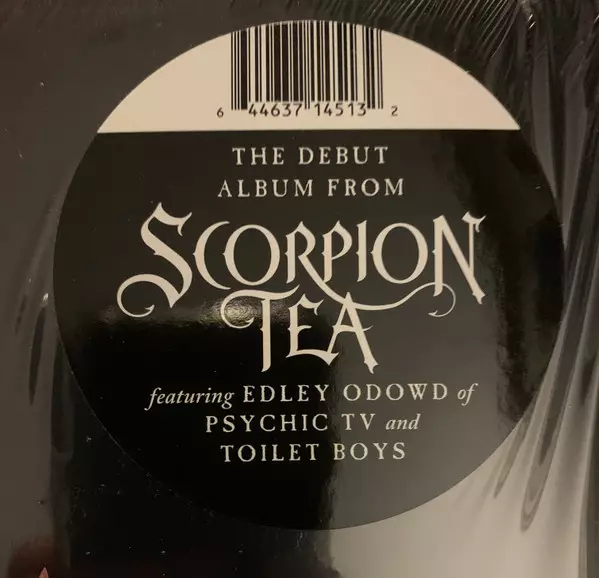 6 44637 14513 2
THE DEBUT
ALBUM FROM
SCORPION
TEA
featuring EDLEY ODOWD of
PSYCHIC TV and
TOILET BOYS